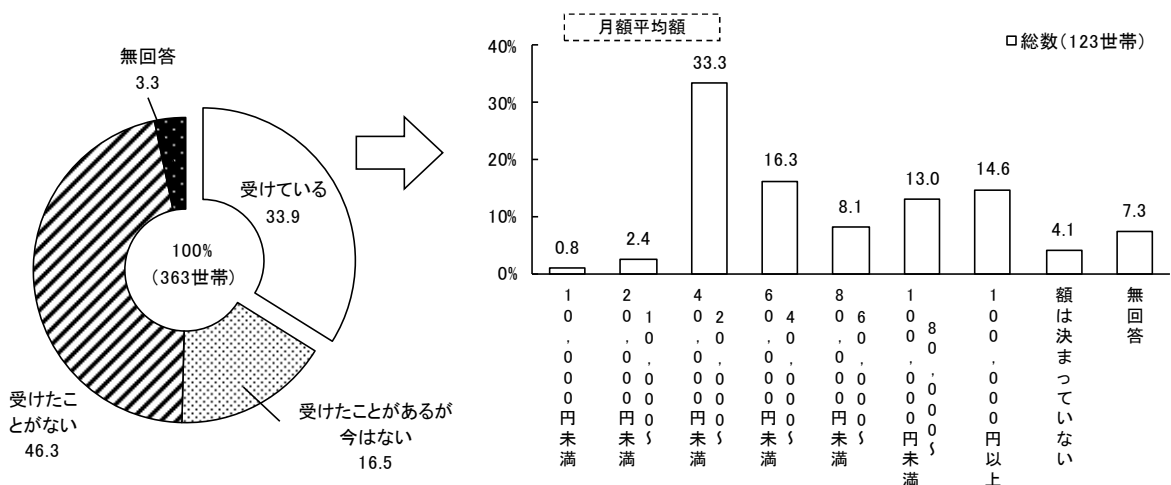 無回答
3.3
受けている
33.9
100%
(363世帯)
受けたこ
とがない
46.3
受けたことがあるが
今はない
16.5
月額平均額
□総数(123世帯)
40%
30%
20%
10%
0%
0.8
2.4
33.3
16.3
8.1
13.0
14.6
4.1
7.3
10,000円未満
10,000~
20,000円未満
20,000~
40,000円未満
40,000~
60,000円未満
60,000~
80,000円未満
80,000~
100,000円未満
100,000円以上
額は決まっていない
無回答